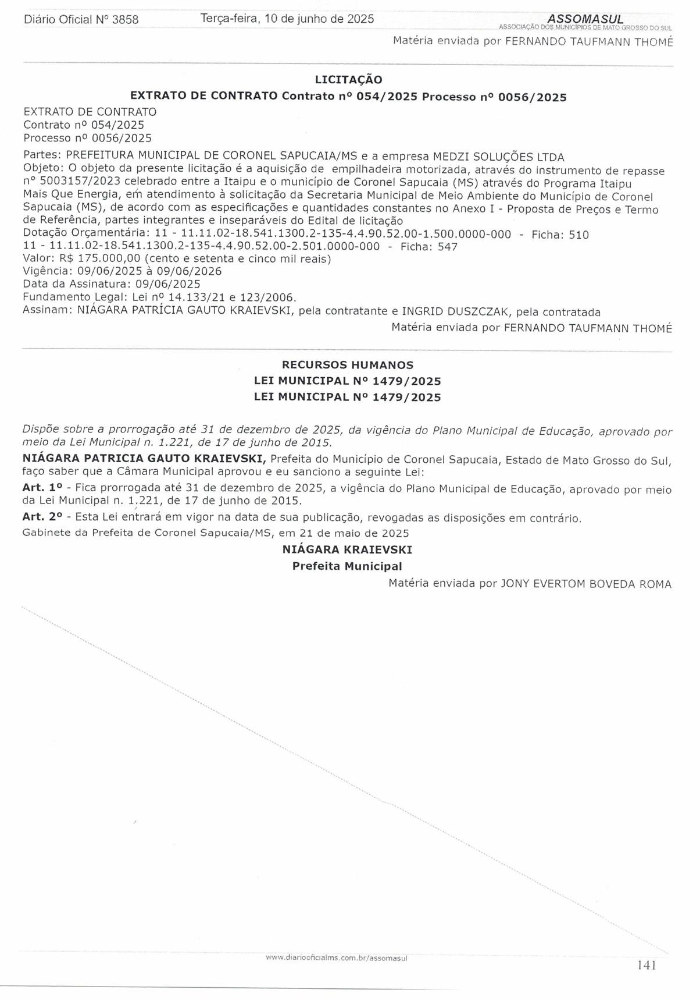 Diário Oficial Nº 3858
Terça-feira, 10 de junho de 2025
ASSOMASUL
ASSOCIAÇÃO DOS MUNICÍPIOS DE MATO GROSSO DO SUL
Matéria enviada por FERNANDO TAUFMANN THOMÉ
LICITAÇÃO
EXTRATO DE CONTRATO Contrato nº 054/2025 Processo nº 0056/2025
EXTRATO DE CONTRATO
Contrato nº 054/2025
Processo nº 0056/2025
Partes: PREFEITURA MUNICIPAL DE CORONEL SAPUCAIA/MS e a empresa MEDZI SOLUÇÕES LTDA
Objeto: O objeto da presente licitação é a aquisição de  empilhadeira motorizada, através do instrumento de repasse
n° 5003157/2023 celebrado entre a Itaipu e o município de Coronel Sapucaia (MS) através do Programa Itaipu
Mais Que Energia, em atendimento à solicitação da Secretaria Municipal de Meio Ambiente do Município de Coronel
Sapucaia (MS), de acordo com as especificações e quantidades constantes no Anexo I - Proposta de Preços e Termo
de Referência, partes integrantes e inseparáveis do Edital de licitação
Dotação Orçamentária: 11 - 11.11.02-18.541.1300.2-135-4.4.90.52.00-1.500.0000-000  -  Ficha: 510
11 - 11.11.02-18.541.1300.2-135-4.4.90.52.00-2.501.0000-000  -  Ficha: 547
Valor: R$ 175.000,00 (cento e setenta e cinco mil reais)
Vigência: 09/06/2025 à 09/06/2026
Data da Assinatura: 09/06/2025
Fundamento Legal: Lei nº 14.133/21 e 123/2006.
Assinam: NIÁGARA PATRÍCIA GAUTO KRAIEVSKI, pela contratante e INGRID DUSZCZAK, pela contratada
Matéria enviada por FERNANDO TAUFMANN THOMÉ
RECURSOS HUMANOS
LEI MUNICIPAL Nº 1479/2025
LEI MUNICIPAL Nº 1479/2025
Dispõe sobre a prorrogação até 31 de dezembro de 2025, da vigência do Plano Municipal de Educação, aprovado por
meio da Lei Municipal n. 1.221, de 17 de junho de 2015.
NIÁGARA PATRICIA GAUTO KRAIEVSKI, Prefeita do Município de Coronel Sapucaia, Estado de Mato Grosso do Sul,
faço saber que a Câmara Municipal aprovou e eu sanciono a seguinte Lei:
Art. 1º - Fica prorrogada até 31 de dezembro de 2025, a vigência do Plano Municipal de Educação, aprovado por meio
da Lei Municipal n. 1.221, de 17 de junho de 2015.
Art. 2º - Esta Lei entrará em vigor na data de sua publicação, revogadas as disposições em contrário.
Gabinete da Prefeita de Coronel Sapucaia/MS, em 21 de maio de 2025
NIÁGARA KRAIEVSKI
Prefeita Municipal
Matéria enviada por JONY EVERTOM BOVEDA ROMA
www.diariooficialms.com.br/assomasul
141